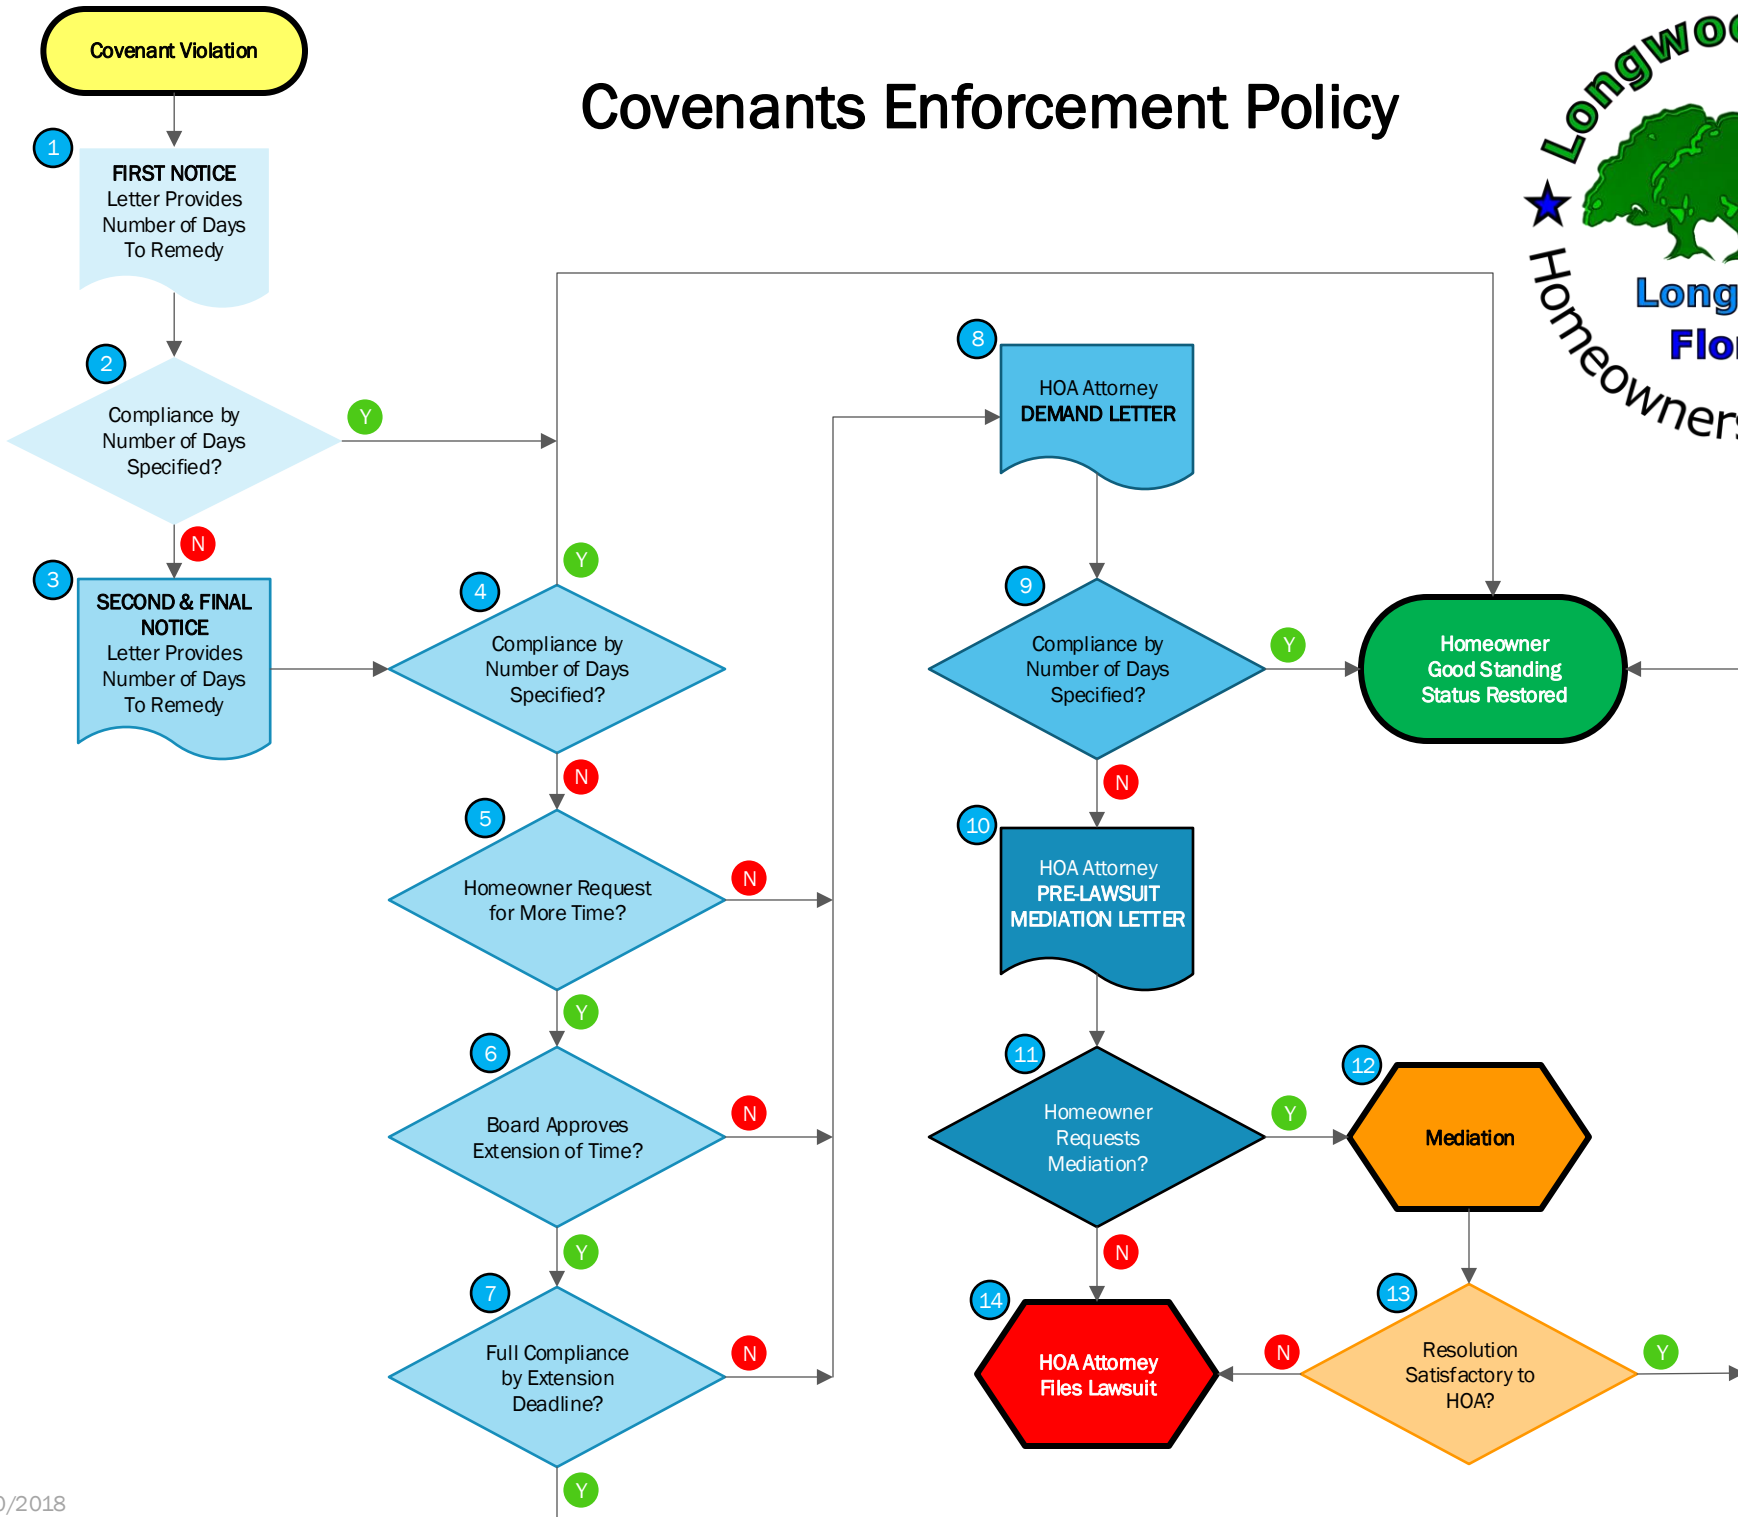 Covenant Violation
Covenants Enforcement Policy
1
FIRST NOTICE
Letter Provides
Number of Days
To Remedy
2
Compliance by
Number of Days
Specified?
Y
N
3
SECOND & FINAL
NOTICE
Letter Provides
Number of Days
To Remedy
4
Y
Compliance by
Number of Days
Specified?
N
5
Homeowner Request
for More Time?
N
Y
6
Board Approves
Extension of Time?
N
Y
7
Full Compliance
by Extension
Deadline?
N
Y
8
HOA Attorney
DEMAND LETTER
9
Compliance by
Number of Days
Specified?
Y
N
Homeowner
Good Standing
Status Restored
10
HOA Attorney
PRE-LAWSUIT
MEDIATION LETTER
11
Homeowner
Requests
Mediation?
Y
N
12
Mediation
13
Resolution
Satisfactory to
HOA?
N
Y
14
HOA Attorney
Files Lawsuit
Homeowners
0/2018